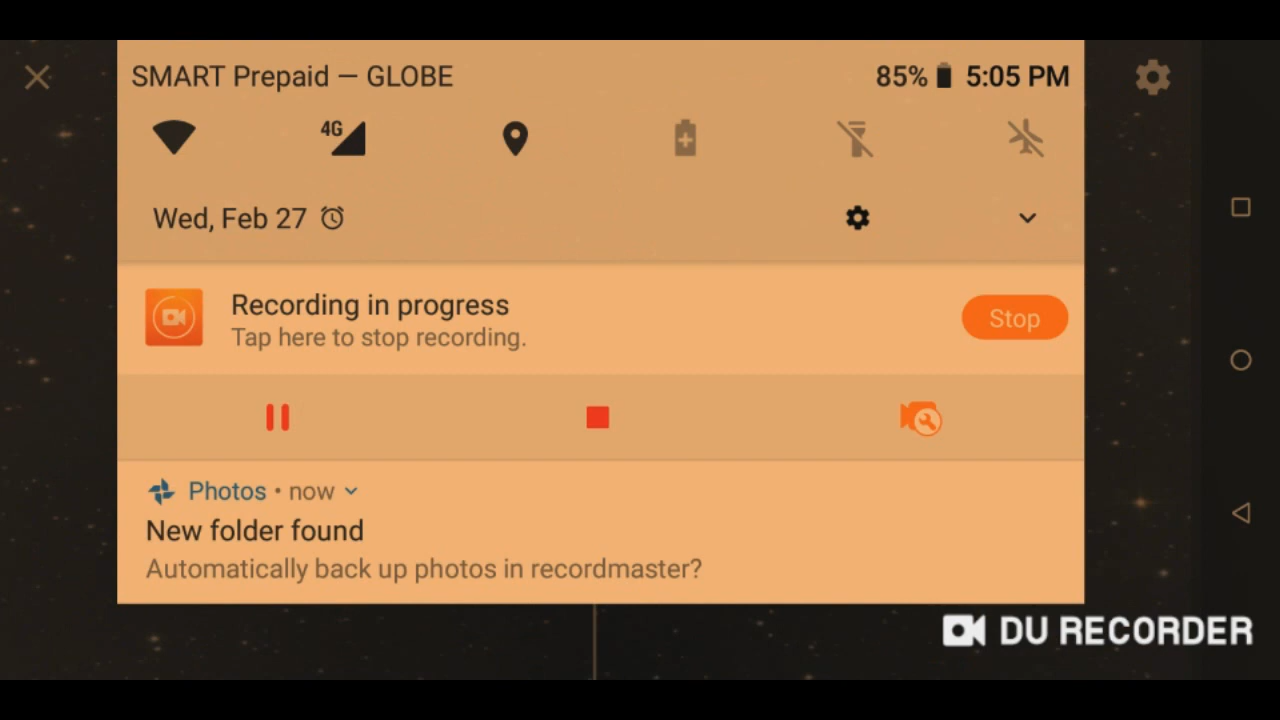 SMART Prepaid — GLOBE
85% 5:05 PM
4G
Wed, Feb 27
Recording in progress
Tap here to stop recording.
Stop
Photos • now
New folder found
Automatically back up photos in recordmaster?
DU RECORDER